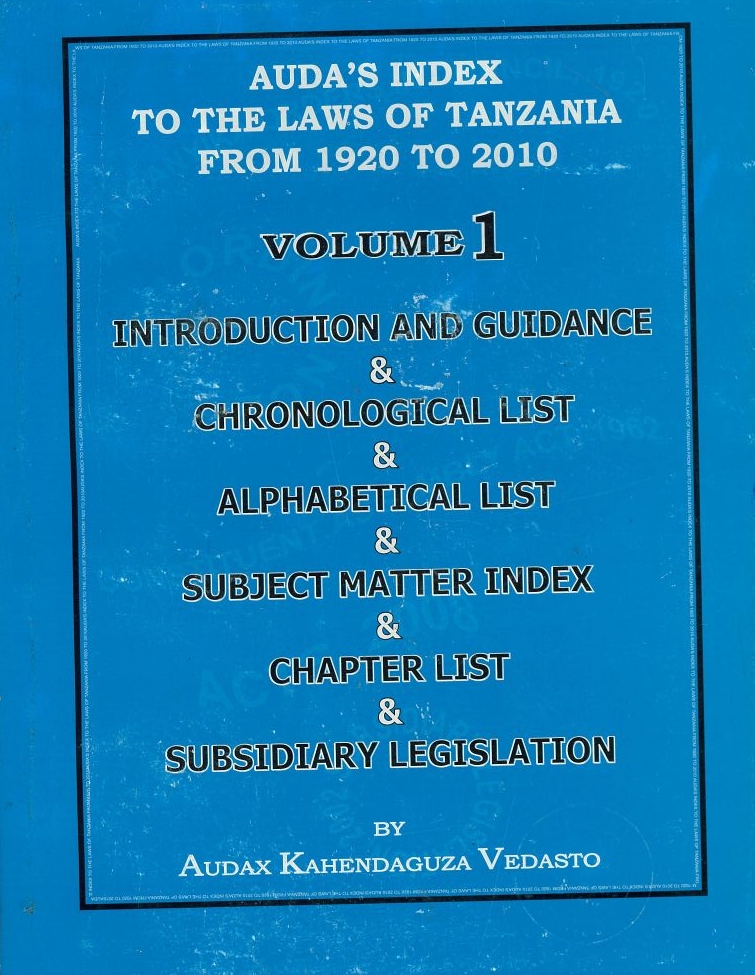 AUDA'S INDEX
TO THE LAWS OF TANZANIA
FROM 1920 TO 2010
VOLUME 1
INTRODUCTION AND GUIDANCE
&
CHRONOLOGICAL LIST
&
ALPHABETICAL LIST
&
SUBJECT MATTER INDEX
&
CHAPTER LIST
&
SUBSIDIARY LEGISLATION
BY
AUDAX KAHENDAGUZA VEDASTO